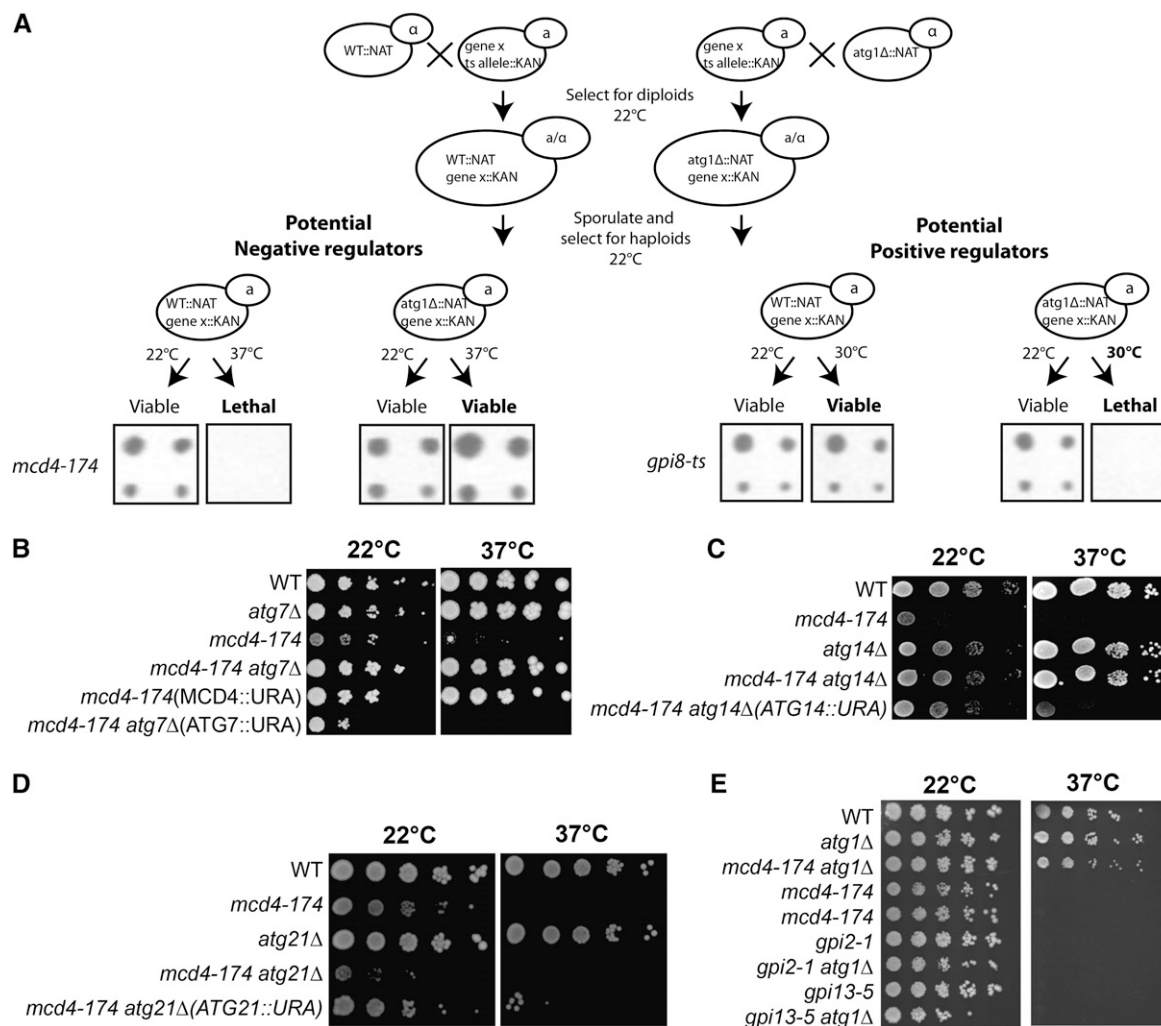 A
α
WT::NAT
a
gene x
ts allele::KAN
a
gene x
ts allele::KAN
α
atg1Δ::NAT
Select for diploids
22°C
a/α
WT::NAT
gene x::KAN
a/α
atg1Δ::NAT
gene x::KAN
Potential
Negative regulators
Sporulate and
select for haploids
22°C
Potential
Positive regulators
a
WT::NAT
gene x::KAN
a
atg1Δ::NAT
gene x::KAN
a
WT::NAT
gene x::KAN
a
atg1Δ::NAT
gene x::KAN
22°C 37°C 22°C 37°C 22°C 30°C 22°C 30°C
Viable Lethal Viable Viable Viable Viable Viable Lethal
mcd4-174
gpi8-ts
B
22°C 37°C
WT
atg7Δ
mcd4-174
mcd4-174 atg7Δ
mcd4-174(MCD4::URA)
mcd4-174 atg7Δ(ATG7::URA)
C
22°C 37°C
WT
mcd4-174
atg14Δ
mcd4-174 atg14Δ
mcd4-174 atg14Δ(ATG14::URA)
D
22°C 37°C
WT
mcd4-174
atg21Δ
mcd4-174 atg21Δ
mcd4-174 atg21Δ(ATG21::URA)
E
22°C 37°C
WT
atg1Δ
mcd4-174 atg1Δ
mcd4-174
mcd4-174
gpi2-1
gpi2-1 atg1Δ
gpi13-5
gpi13-5 atg1Δ